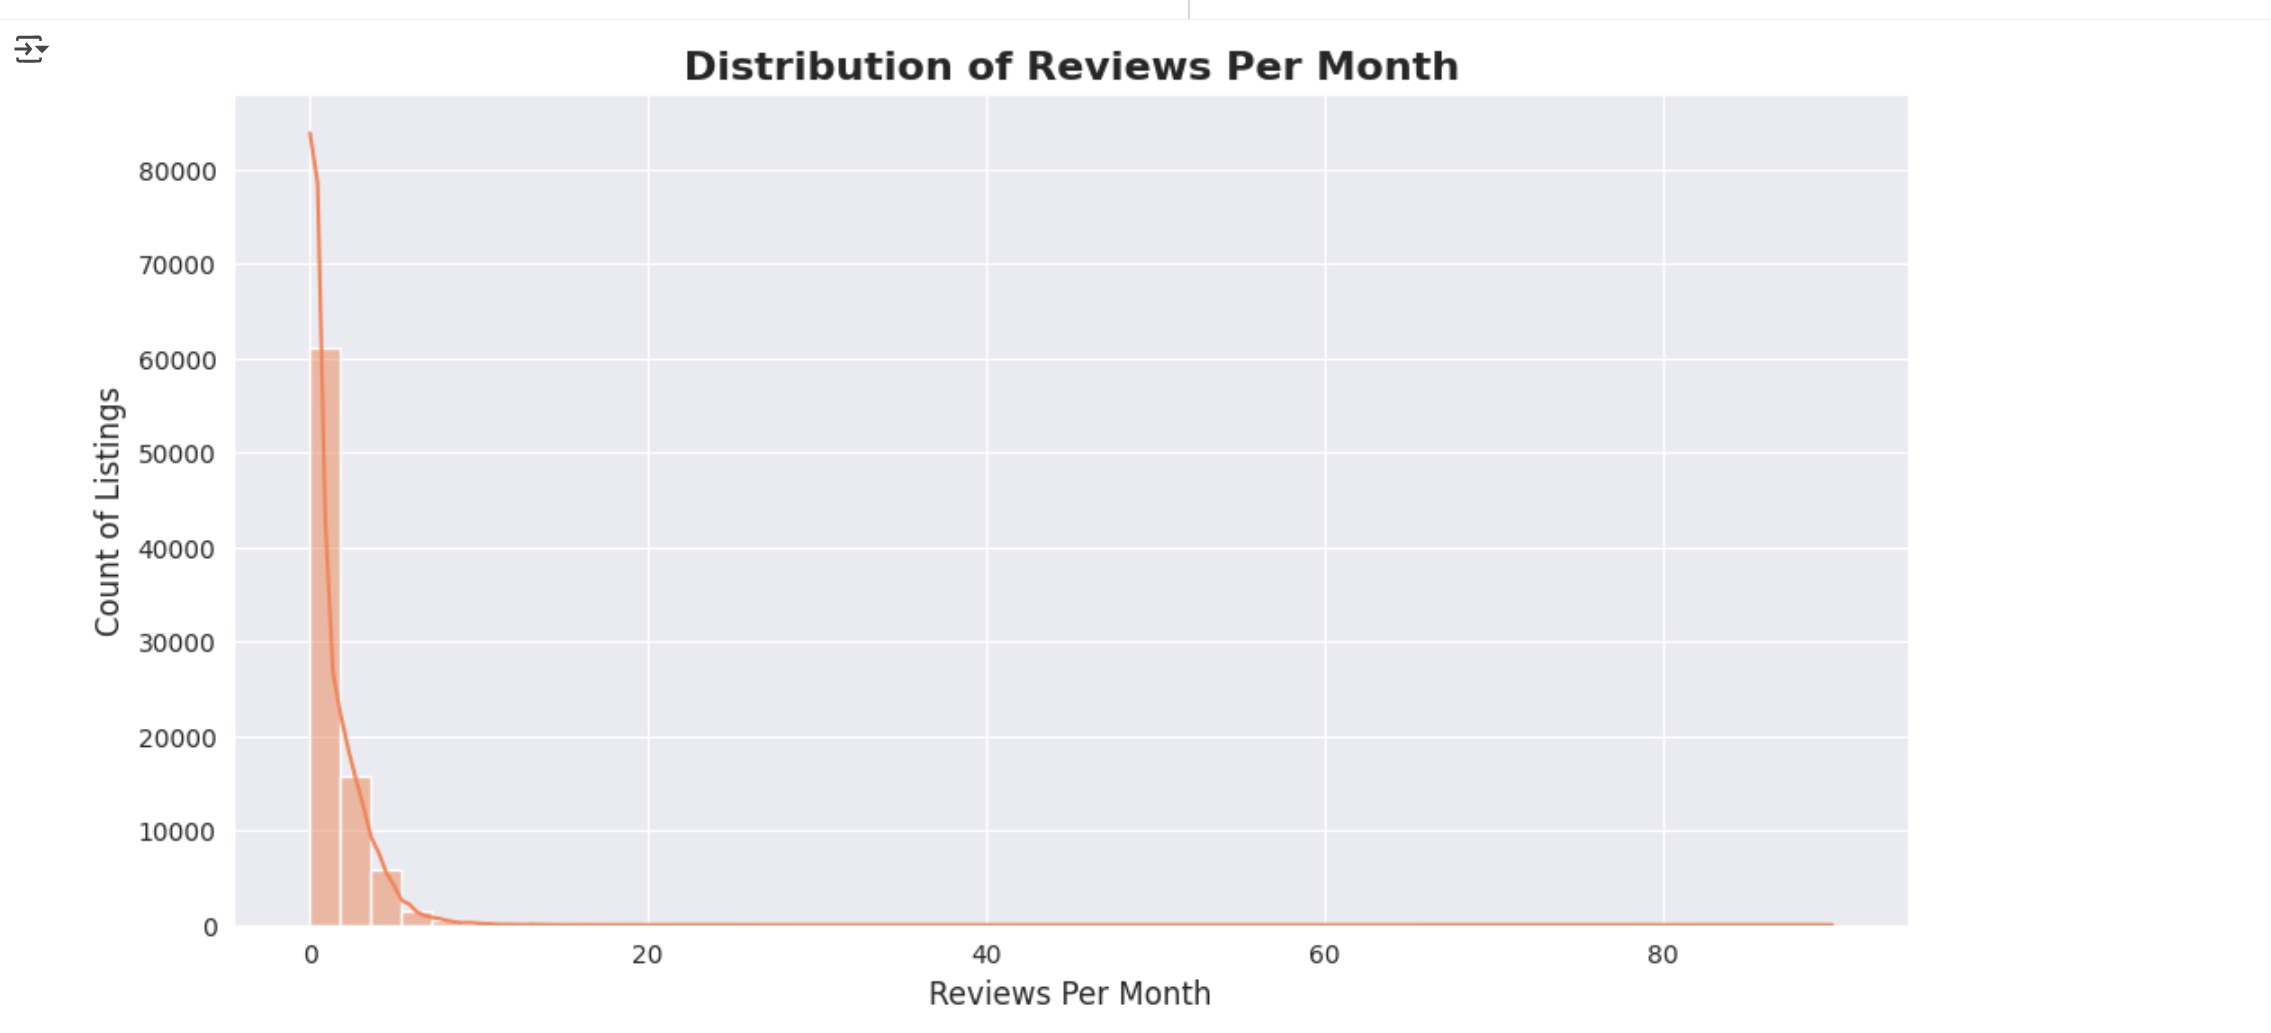 Distribution of Reviews Per Month
Count of Listings
80000
70000
60000
50000
40000
30000
20000
10000
0
0 20 40 60 80
Reviews Per Month